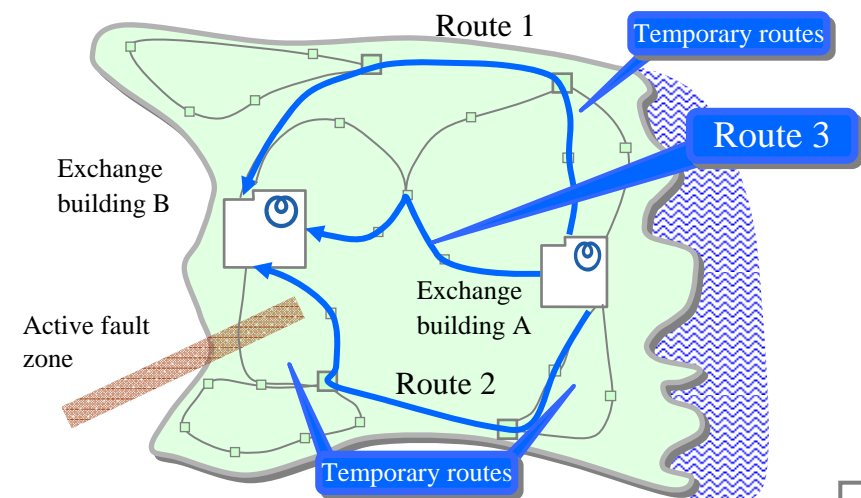 Route 1
Temporary routes
Route 3
Exchange
building B
Exchange
building A
Active fault
zone
Route 2
Temporary routes